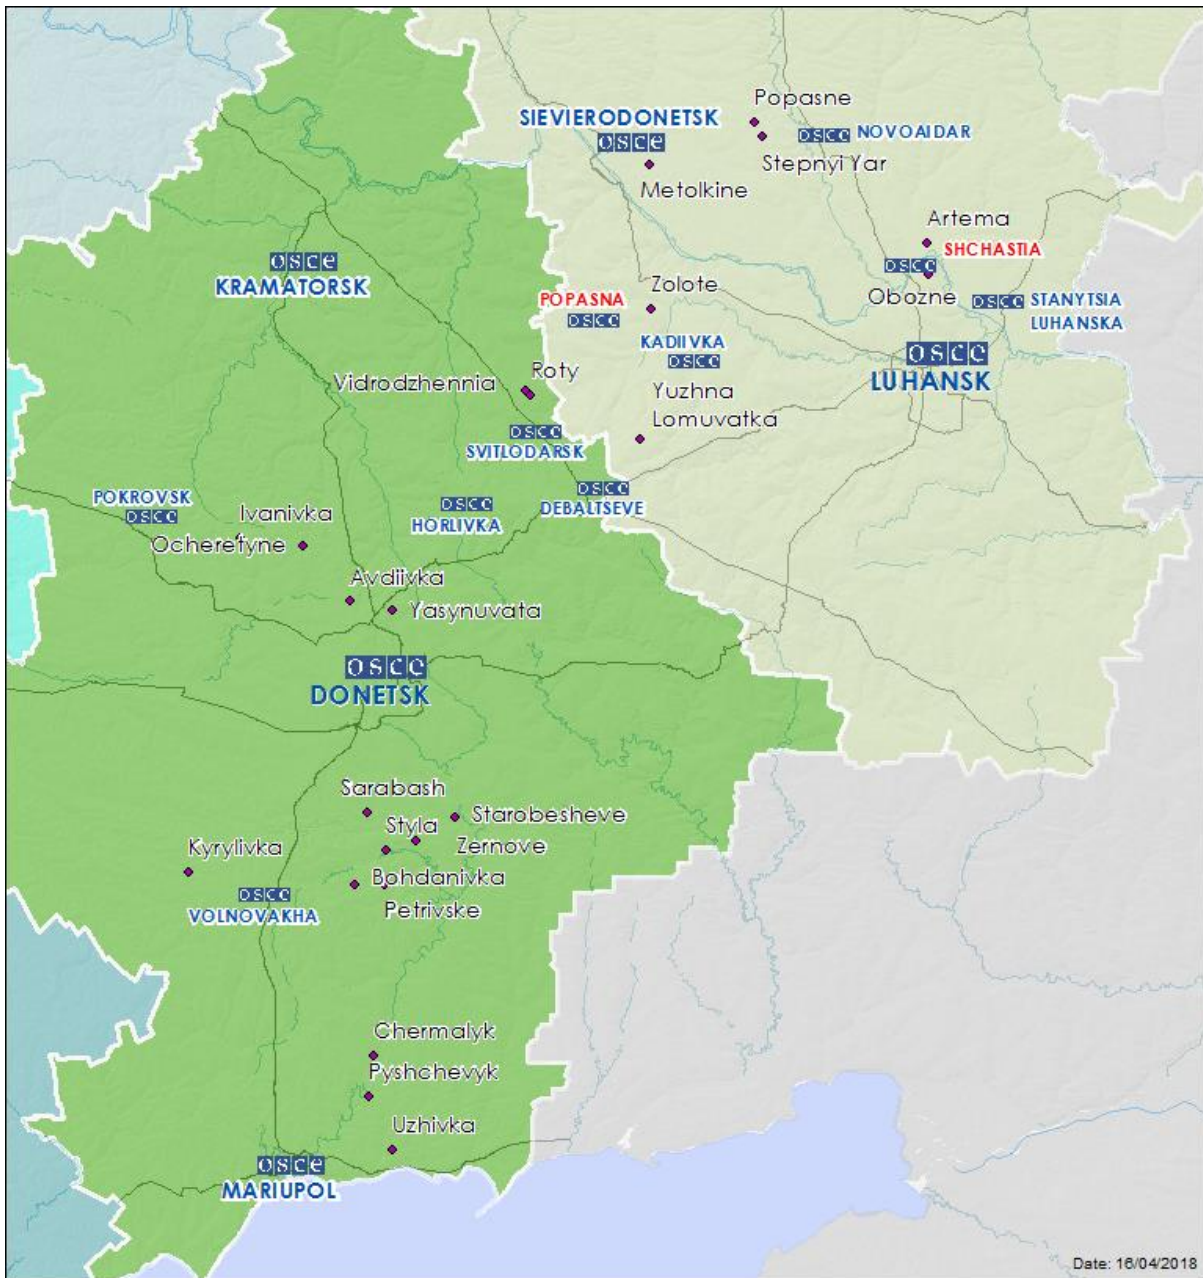 Popasne
SIEVIERODONETSK
osce
osce NOVOAIDAR
Stepnyi Yar
Metolkine
Artema
SHCHASTIA
osce
KRAMATORSK
osce
Obozne
Zolote
POPASNA
osce
osce STANYTSIA
LUHANSKA
KADIIVKA
osce
osce
LUHANSK
Roty
Vidrodzhennia
Yuzhna
Lomuvatka
osce
SVITLODARSK
osce
DEBALTSEVE
POKROVSK
osce
osce
HORLIVKA
Ivanivka
Ocheretyne
Avdiivka
Yasynuvata
osce
DONETSK
Sarabash
Starobesheve
Styla
Zernove
Kyrylivka
Bohdanivka
osce
VOLNOVAKHA
Petrivske
Chermalyk
Pyshchevyk
Uzhivka
osce
MARIUPOL
Date: 16/04/2018